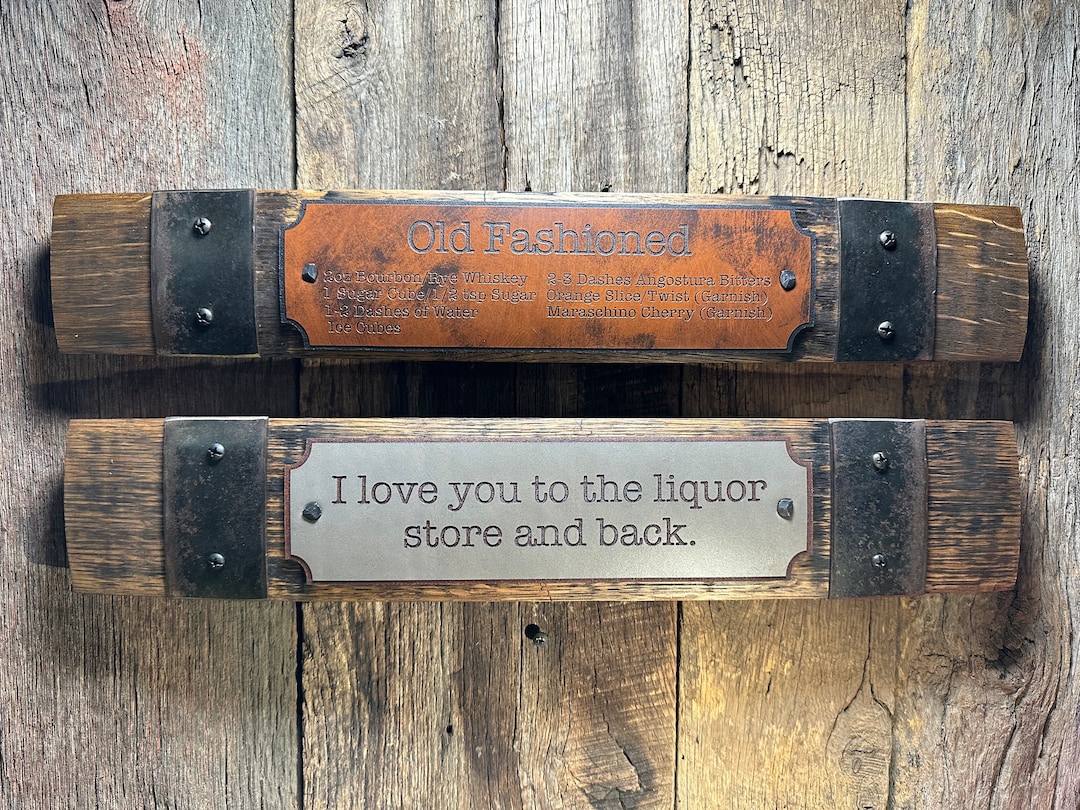 Old Fashioned
2oz Bourbon/Rye Whiskey
1 Sugar Cube/1/2 tsp Sugar
1-2 Dashes of Water
Ice Cubes
2-3 Dashes Angostura Bitters
Orange Slice/Twist (Garnish)
Maraschino Cherry (Garnish)
I love you to the liquor
store and back.